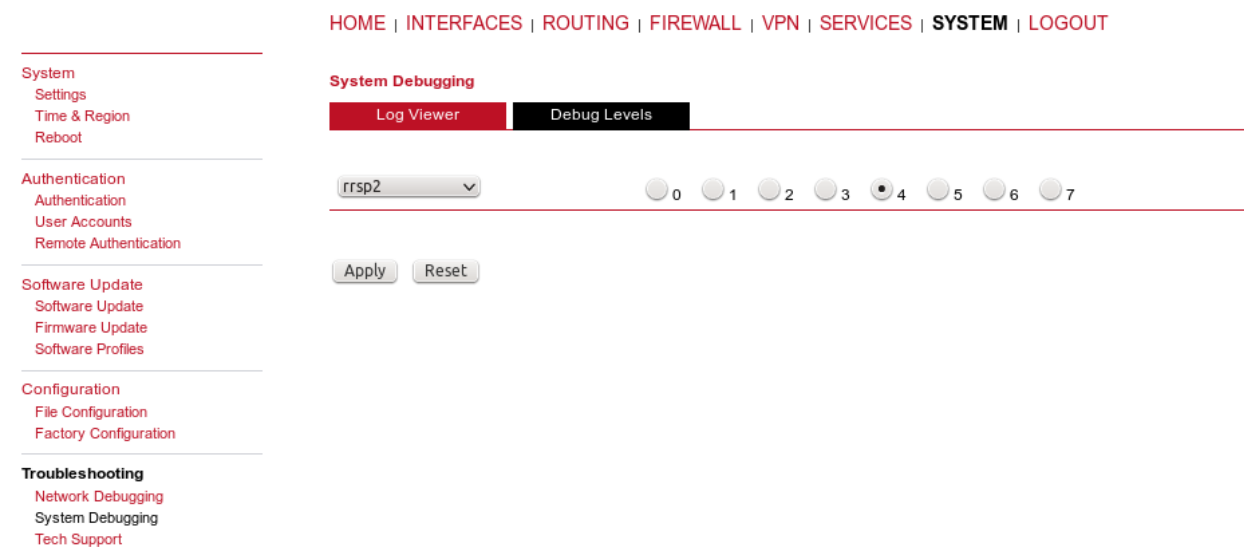 HOME | INTERFACES | ROUTING | FIREWALL | VPN | SERVICES | SYSTEM | LOGOUT
System
Settings
Time & Region
Reboot
Authentication
Authentication
User Accounts
Remote Authentication
Software Update
Software Update
Firmware Update
Software Profiles
Configuration
File Configuration
Factory Configuration
Troubleshooting
Network Debugging
System Debugging
Tech Support
System Debugging
Log Viewer Debug Levels
rrsp2 0 1 2 3 4 5 6 7
Apply Reset